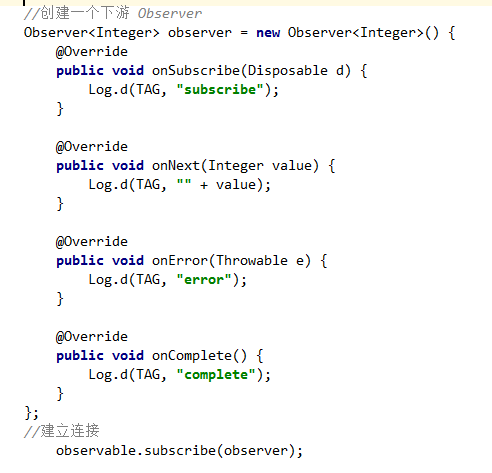 //创建一个下游 Observer
Observer<Integer> observer = new Observer<Integer>() {
    @Override
    public void onSubscribe(Disposable d) {
        Log.d(TAG, "subscribe");
    }

    @Override
    public void onNext(Integer value) {
        Log.d(TAG, "" + value);
    }

    @Override
    public void onError(Throwable e) {
        Log.d(TAG, "error");
    }

    @Override
    public void onComplete() {
        Log.d(TAG, "complete");
    }
};
//建立连接
    observable.subscribe(observer);